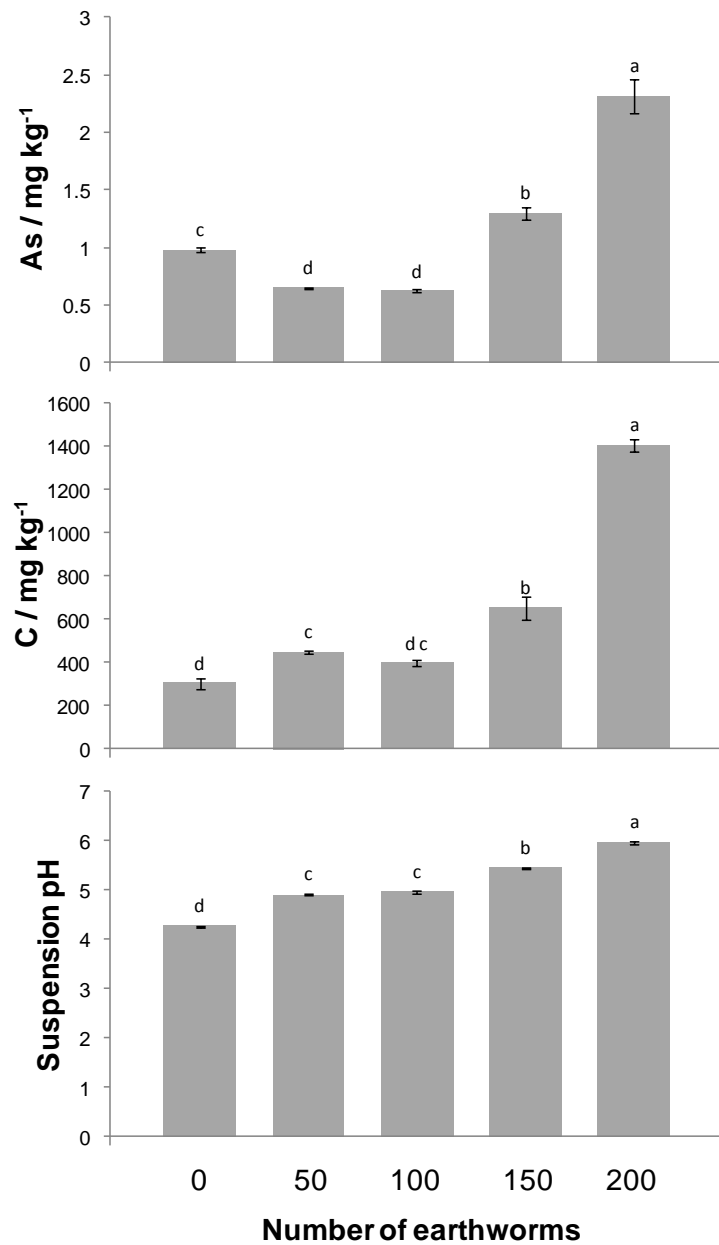 3
2.5
2
1.5
1
0.5
0
As / mg kg-1
c
d
d
b
a
1600
1400
1200
1000
800
600
400
200
0
C / mg kg-1
d
c
d c
b
a
7
6
5
4
3
2
1
0
Suspension pH
d
c
c
b
a
0 50 100 150 200
Number of earthworms